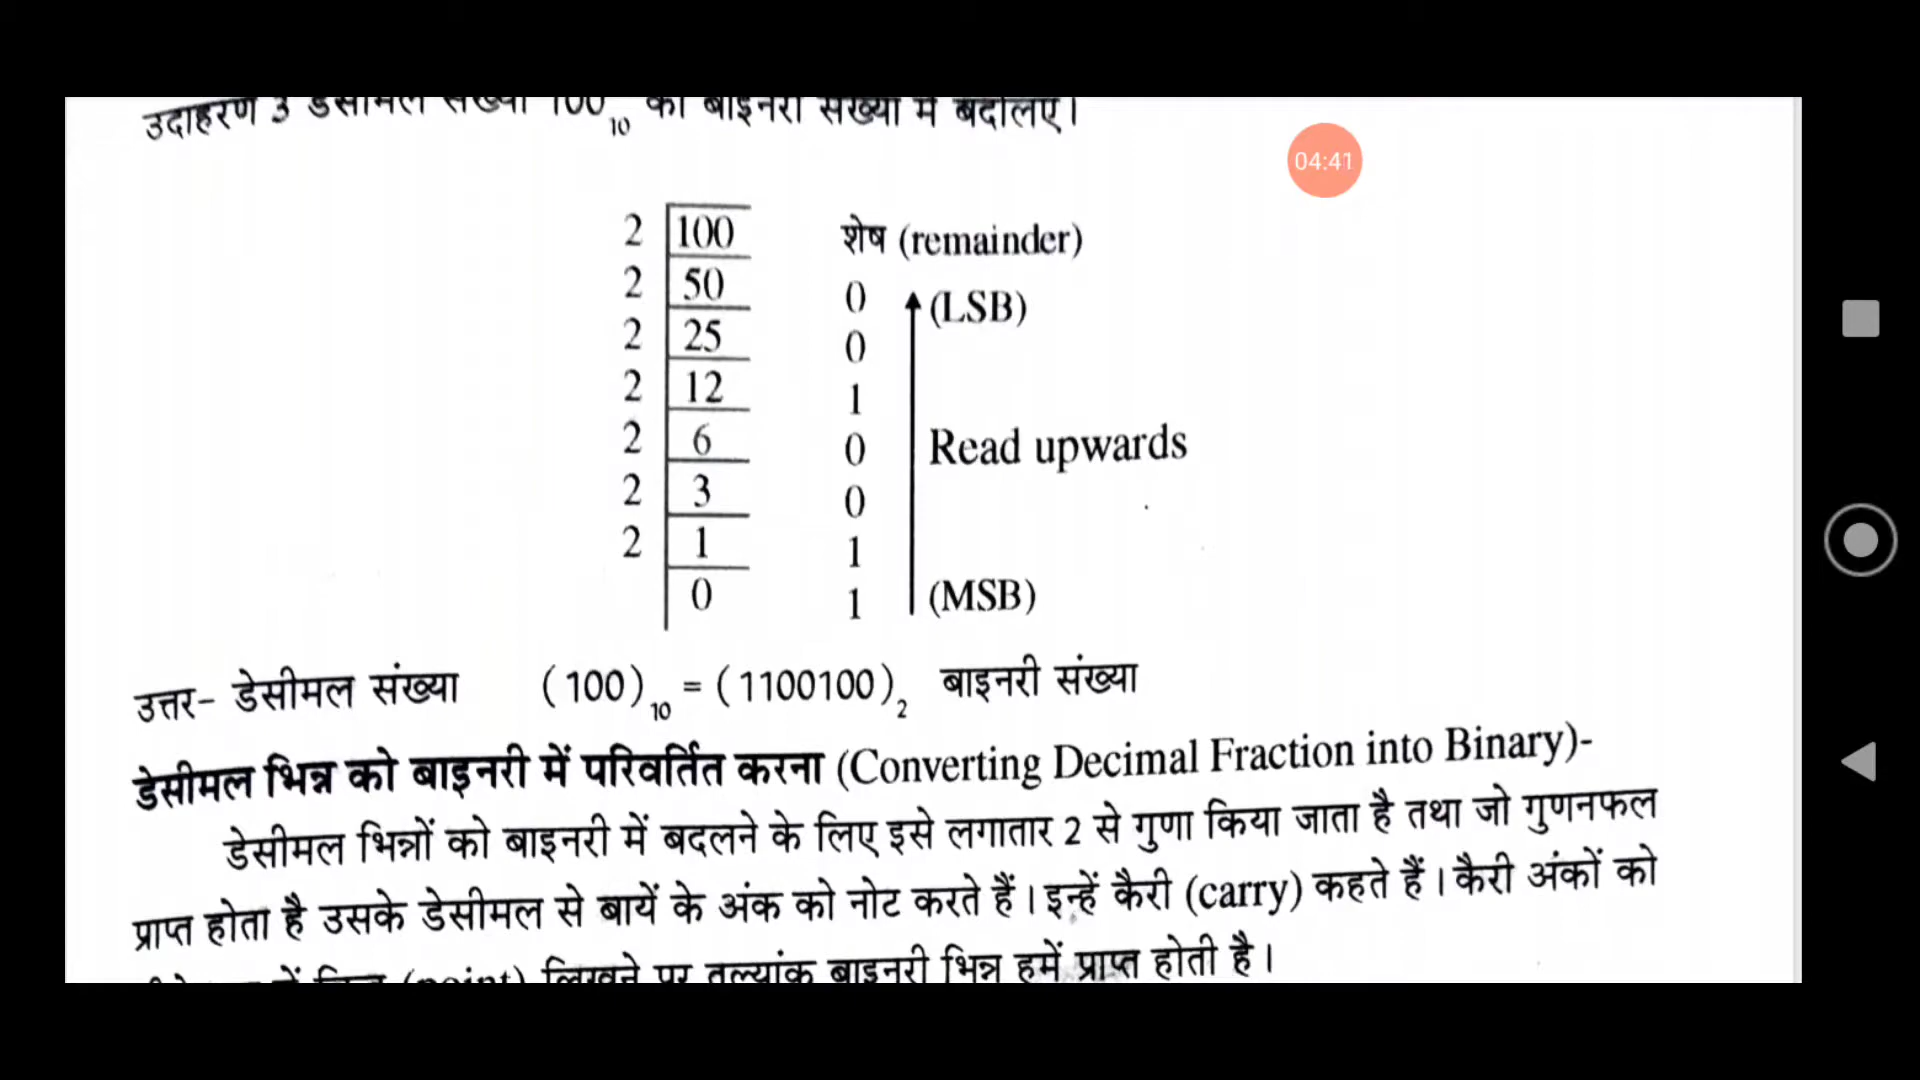 उदाहरण 3 डेसीमल संख्या 100₁₀ को बाइनरी संख्या में बदलिए।
04:41
2 100 शेष (remainder)
2 50 0 (LSB)
2 25 0
2 12 1
2 6 0 Read upwards
2 3 0
2 1 1
0 1 (MSB)
उत्तर- डेसीमल संख्या (100)₁₀ = (1100100)₂ बाइनरी संख्या
डेसीमल भिन्न को बाइनरी में परिवर्तित करना (Converting Decimal Fraction into Binary)-
डेसीमल भिन्नों को बाइनरी में बदलने के लिए इसे लगातार 2 से गुणा किया जाता है तथा जो गुणनफल
प्राप्त होता है उसके डेसीमल से बायें के अंक को नोट करते हैं। इन्हें कैरी (carry) कहते हैं। कैरी अंकों को
(point) लिखने पर तुल्यांक बाइनरी भिन्न हमें प्राप्त होती है।